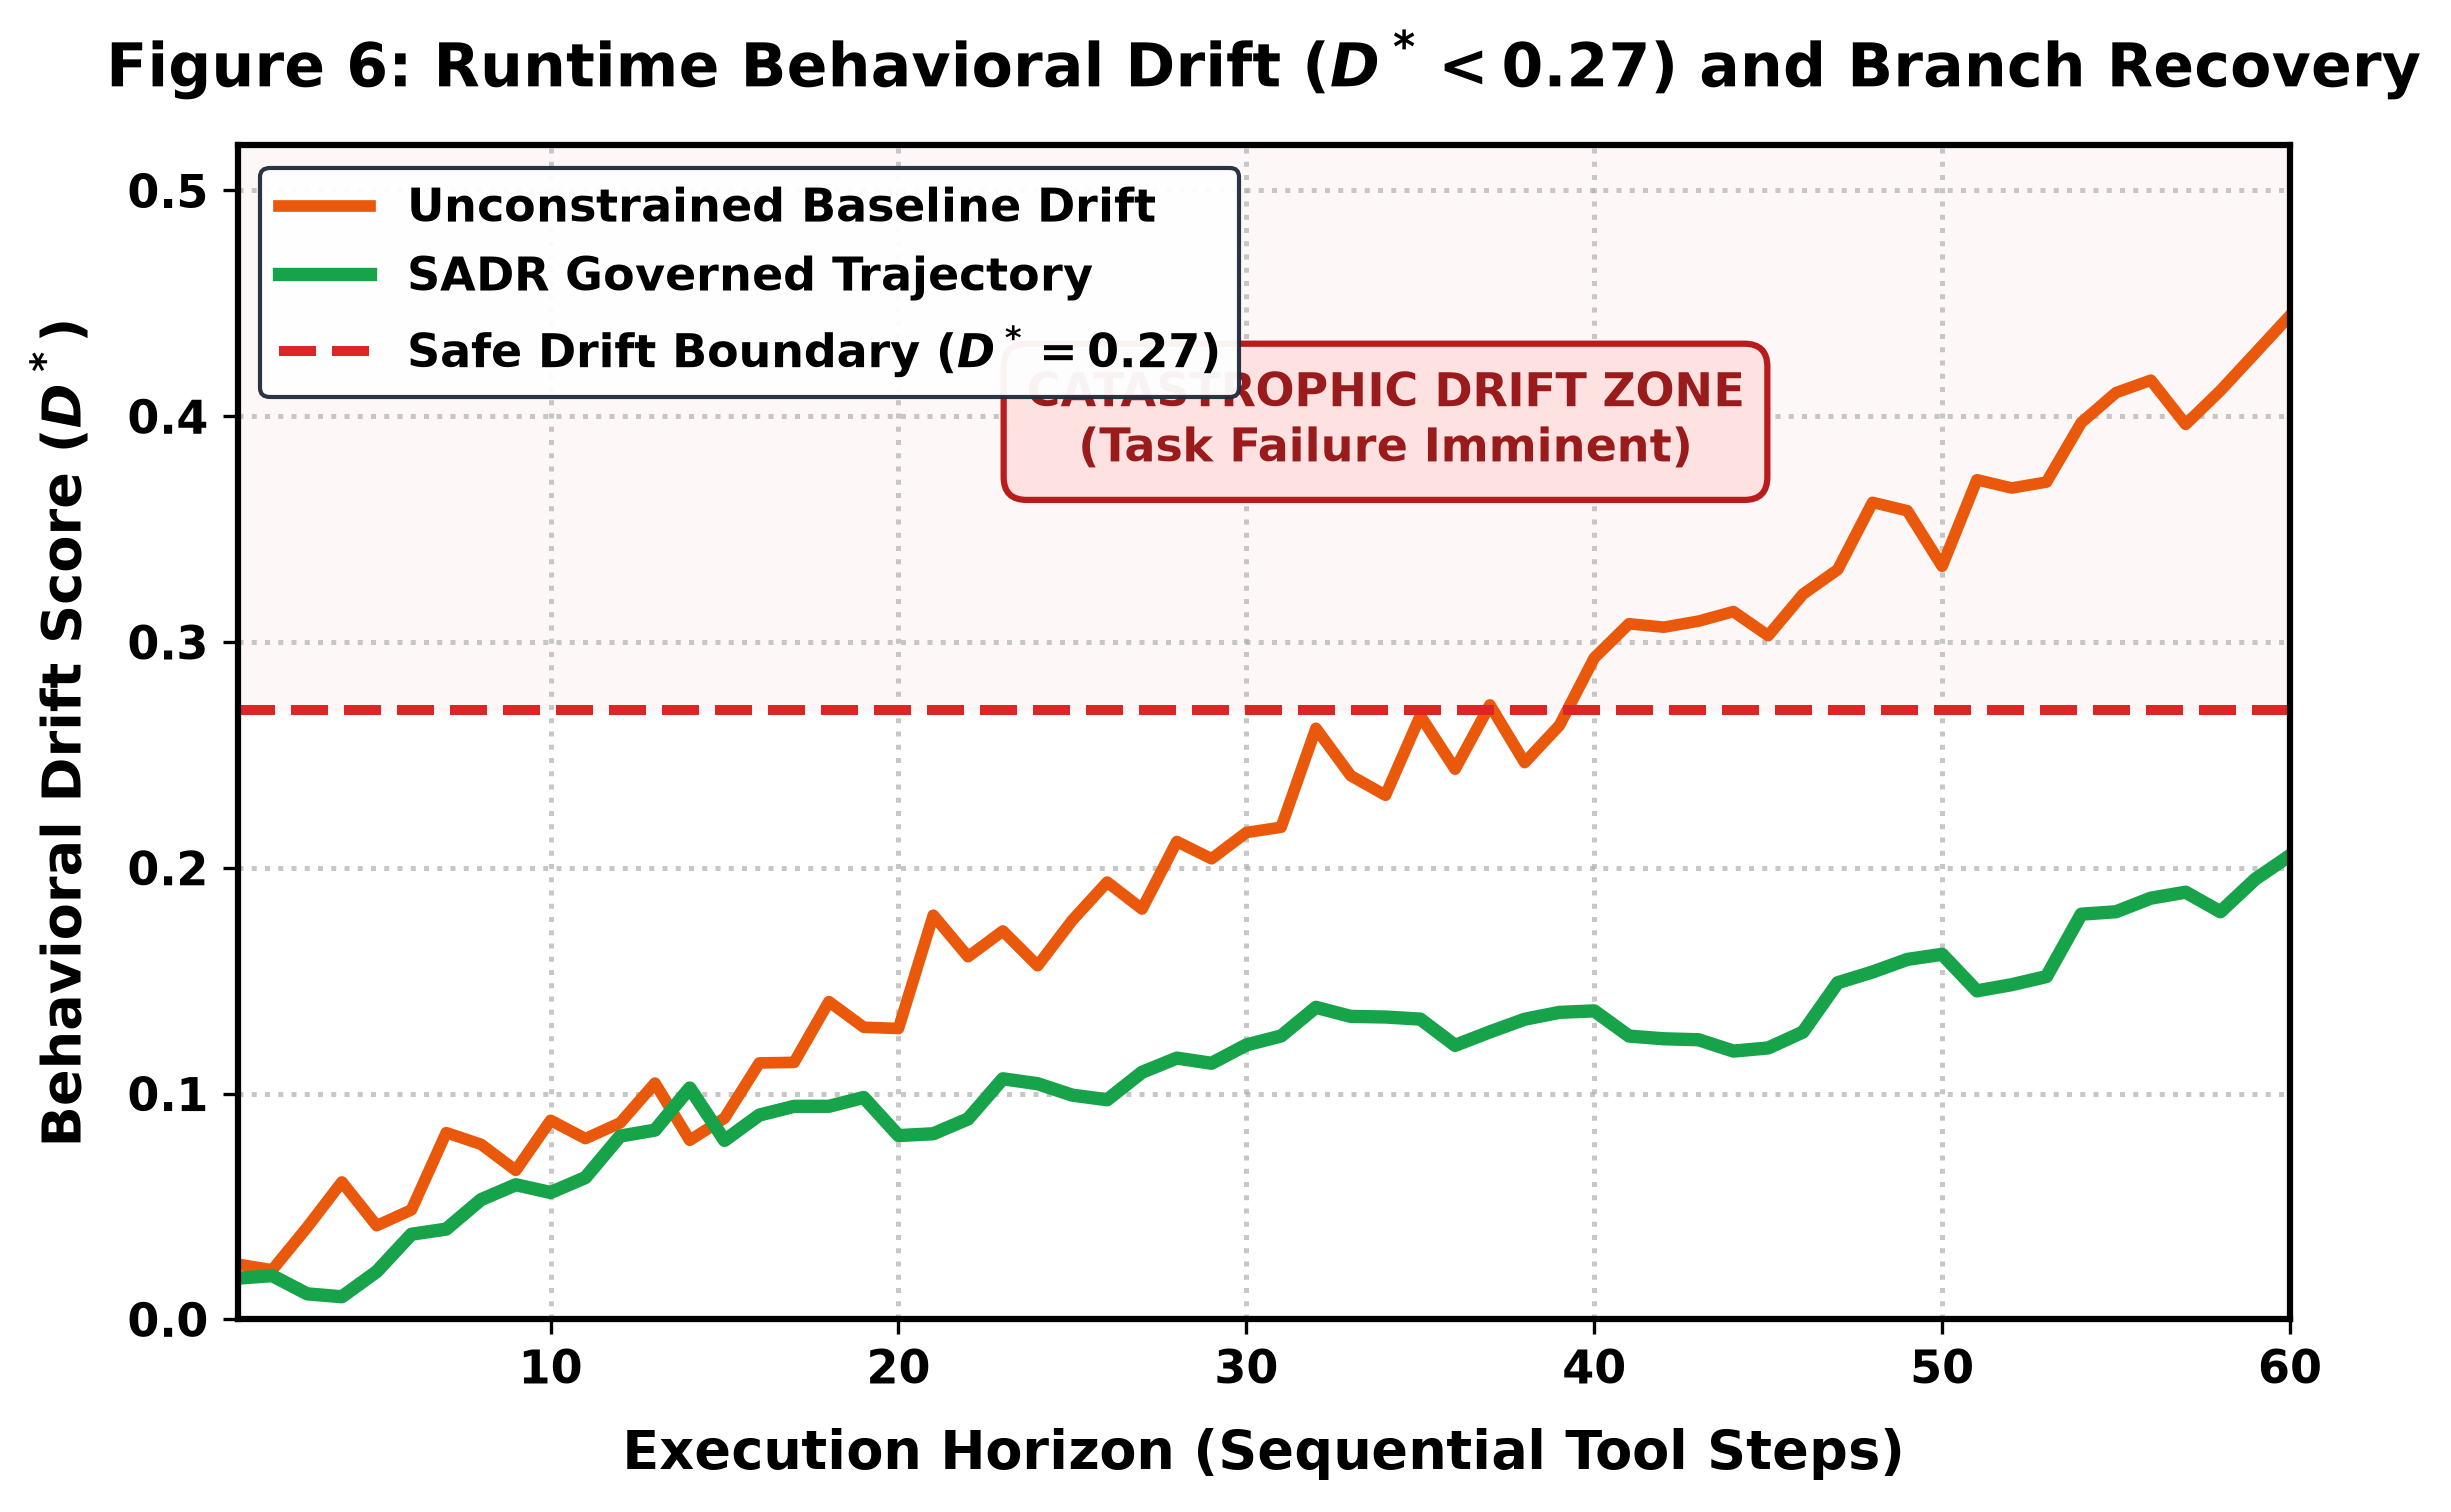 Figure 6: Runtime Behavioral Drift (D* < 0.27) and Branch Recovery
Unconstrained Baseline Drift
SADR Governed Trajectory
Safe Drift Boundary (D* = 0.27)
CATASTROPHIC DRIFT ZONE
(Task Failure Imminent)
Behavioral Drift Score (D*)
0.5
0.4
0.3
0.2
0.1
0.0
10 20 30 40 50 60
Execution Horizon (Sequential Tool Steps)